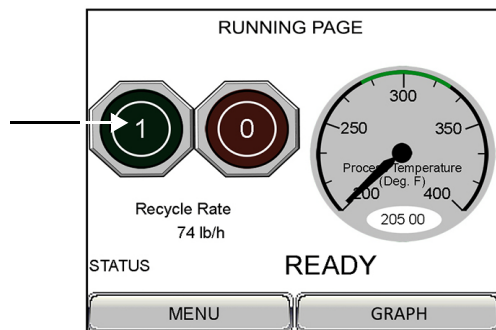 RUNNING PAGE
1 0
300
250 350
Process Temperature
(Deg. F)
200 400
205 00
Recycle Rate
74 lb/h
STATUS READY
MENU GRAPH